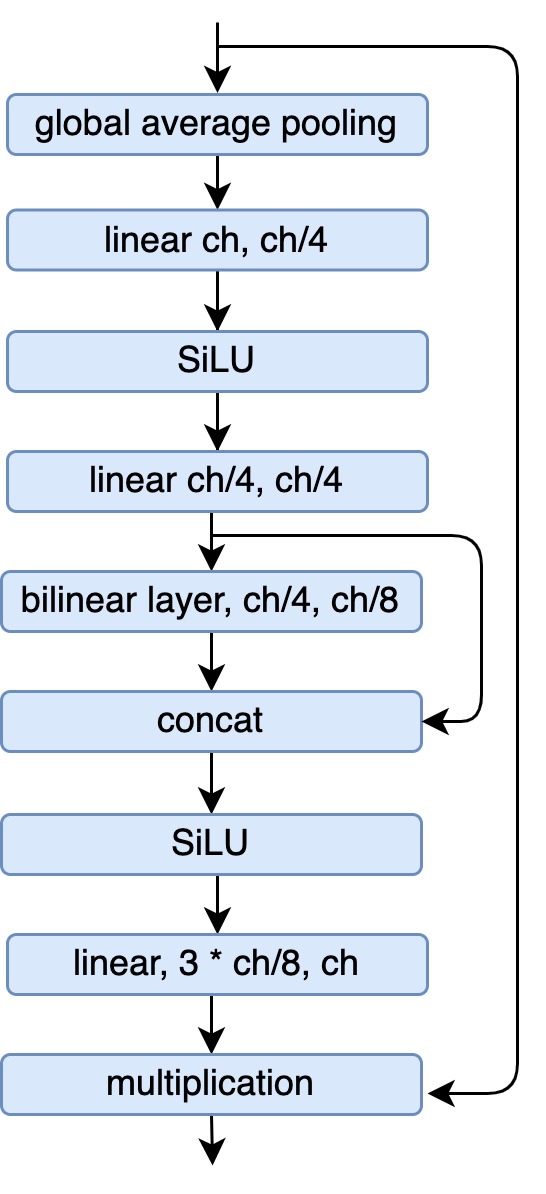 global average pooling
linear ch, ch/4
SiLU
linear ch/4, ch/4
bilinear layer, ch/4, ch/8
concat
SiLU
linear, 3 * ch/8, ch
multiplication